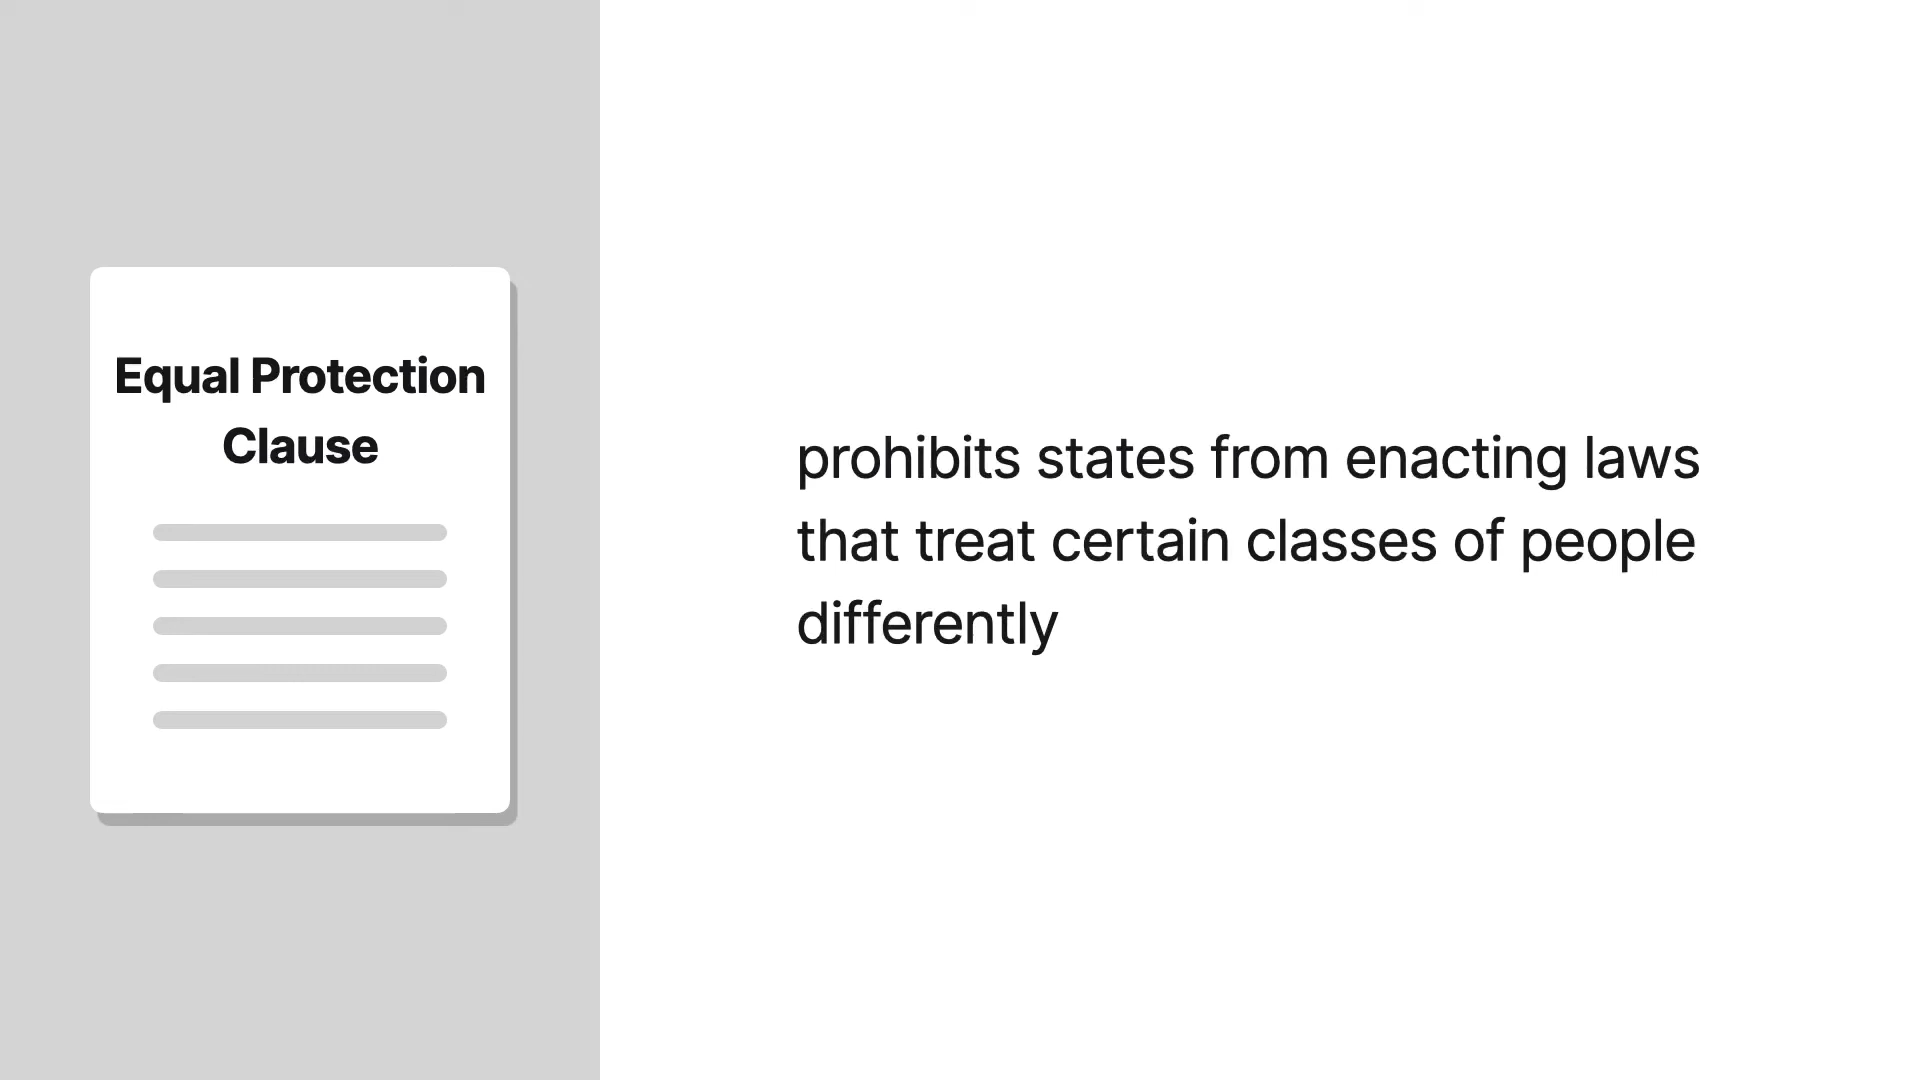 Equal Protection
Clause
prohibits states from enacting laws
that treat certain classes of people
differently